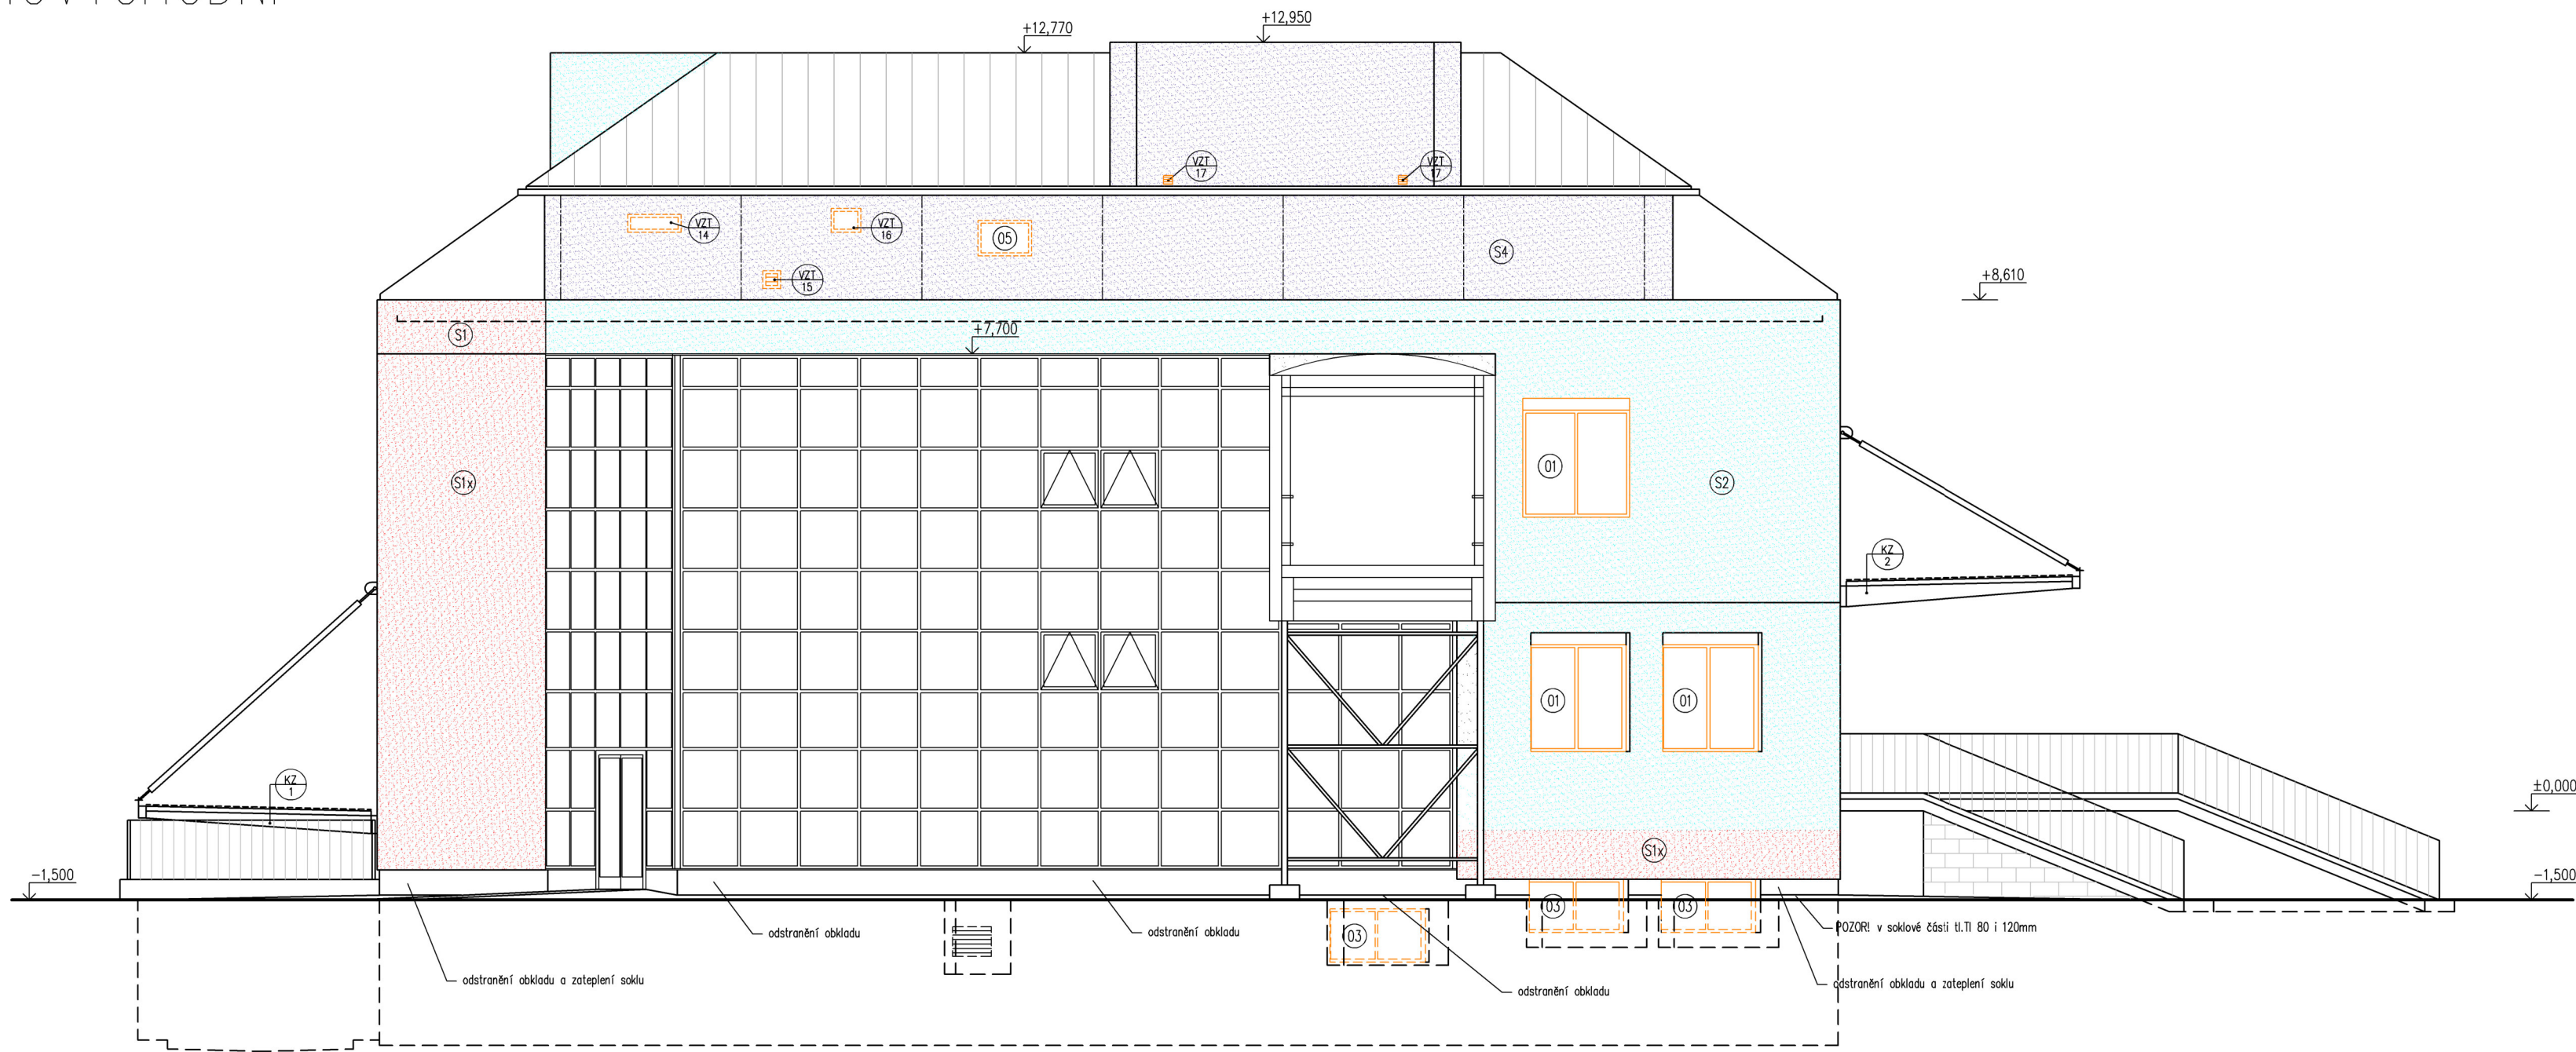 +12,950
+12,770
VZT
17
VZT
17
VZT
14
VZT
16
05
S4
VZT
15
+8,610
S1
+7,700
01
S1x
S2
KZ
2
01
01
KZ
1
±0,000
S1x
-1,500
-1,500
03
03
03
odstranění obkladu
odstranění obkladu
POZOR! v soklové části tl.TI 80 i 120mm
odstranění obkladu a zateplení soklu
odstranění obkladu
odstranění obkladu a zateplení soklu